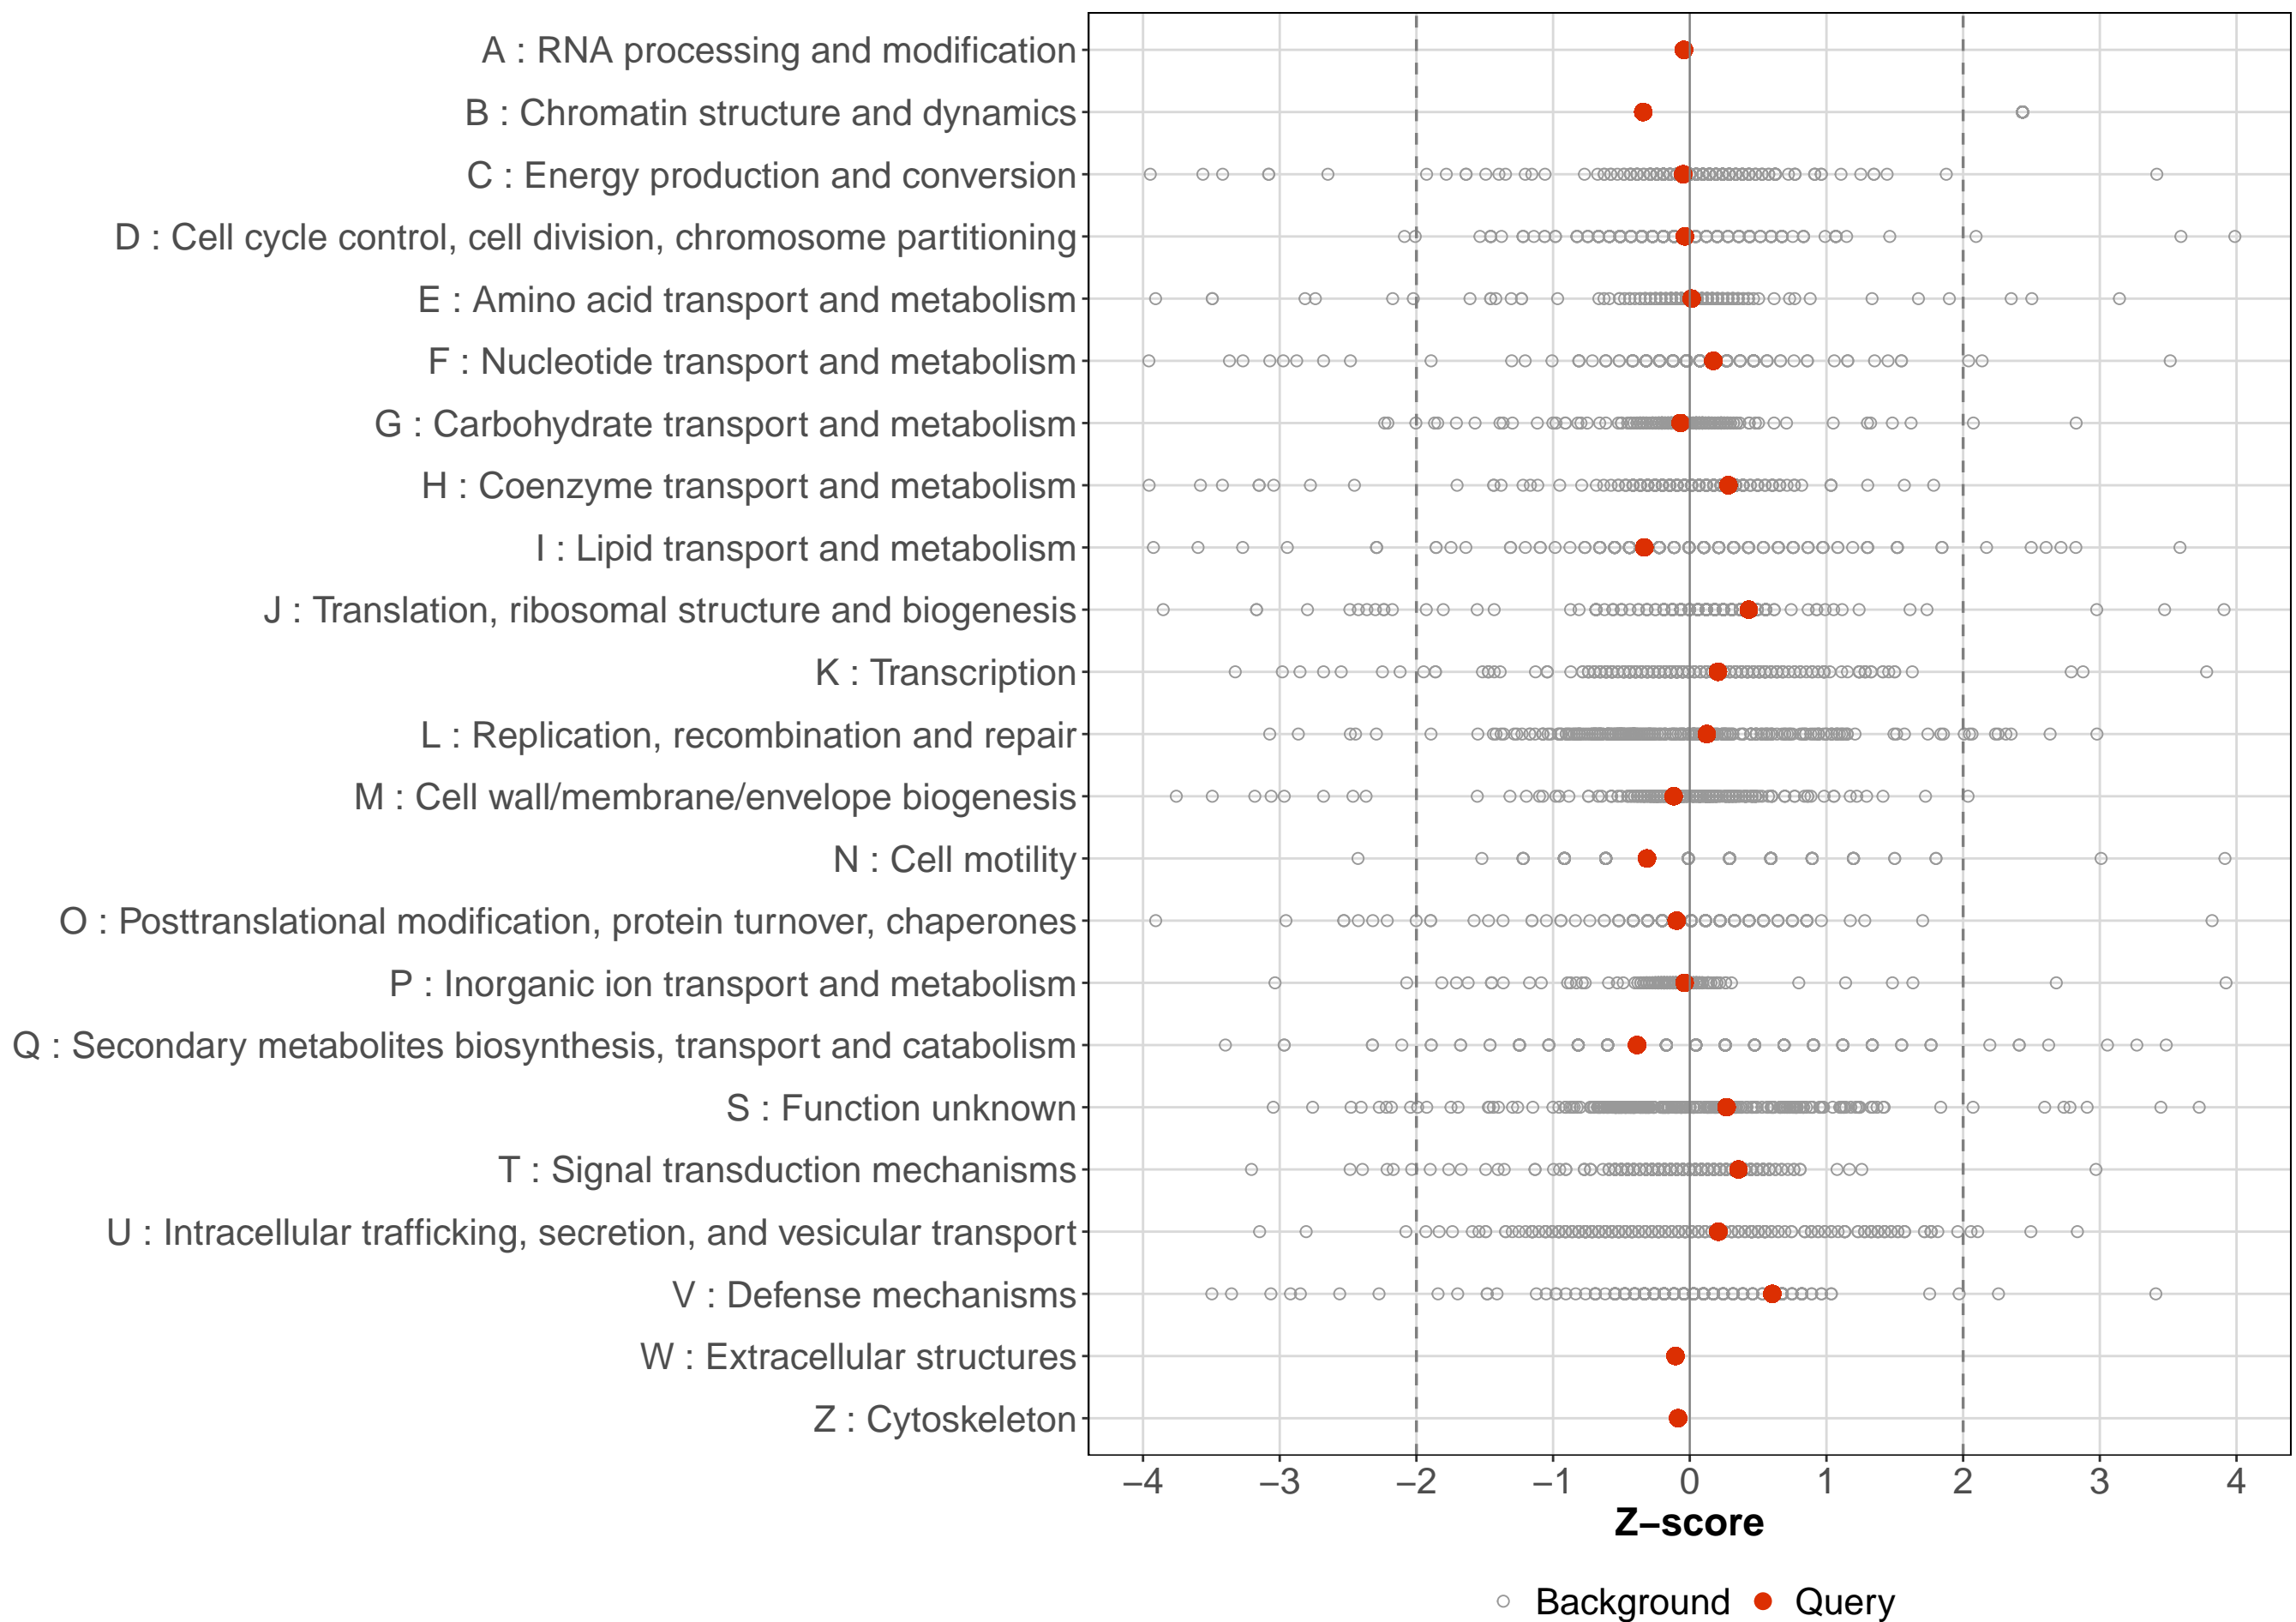 A : RNA processing and modification
B : Chromatin structure and dynamics
C : Energy production and conversion
D : Cell cycle control, cell division, chromosome partitioning
E : Amino acid transport and metabolism
F : Nucleotide transport and metabolism
G : Carbohydrate transport and metabolism
H : Coenzyme transport and metabolism
I : Lipid transport and metabolism
J : Translation, ribosomal structure and biogenesis
K : Transcription
L : Replication, recombination and repair
M : Cell wall/membrane/envelope biogenesis
N : Cell motility
O : Posttranslational modification, protein turnover, chaperones
P : Inorganic ion transport and metabolism
Q : Secondary metabolites biosynthesis, transport and catabolism
S : Function unknown
T : Signal transduction mechanisms
U : Intracellular trafficking, secretion, and vesicular transport
V : Defense mechanisms
W : Extracellular structures
Z : Cytoskeleton
−4 −3 −2 −1 0 1 2 3 4
Z−score
Background Query